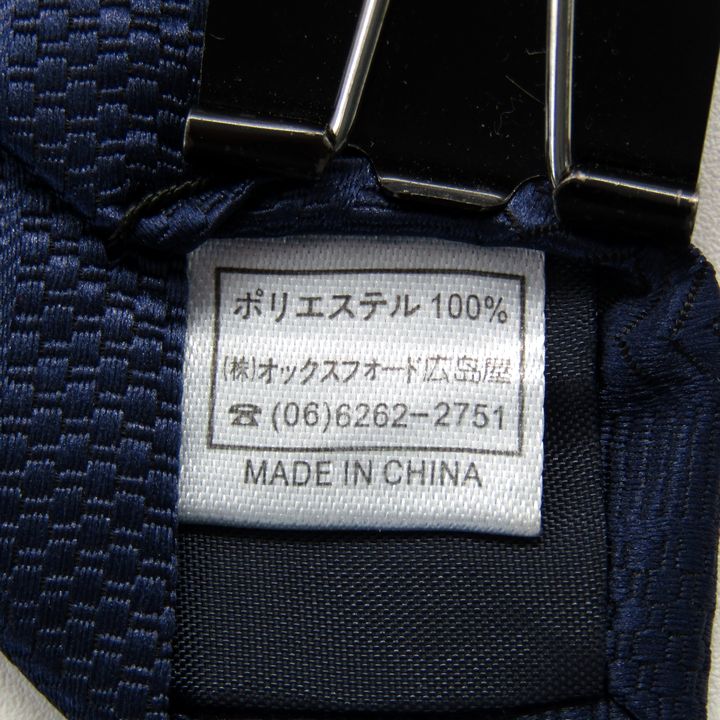 ポリエステル 100%
(株)オックスフオード広島屋
☎ (06)6262-2751
MADE IN CHINA